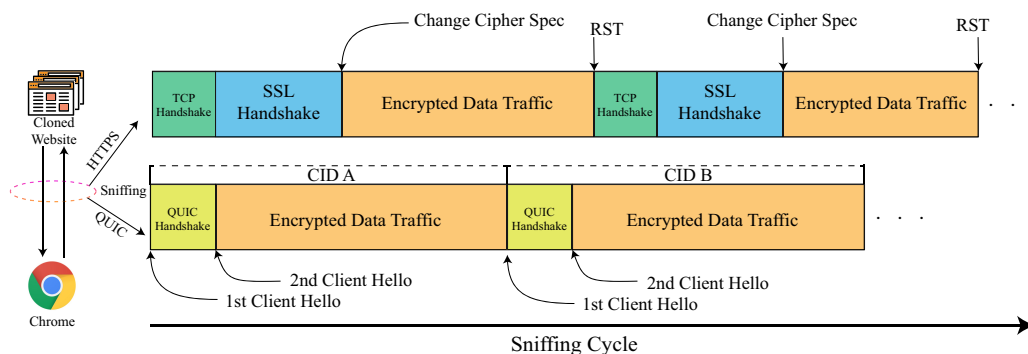 Change Cipher Spec
RST
Change Cipher Spec
RST
TCP
Handshake
SSL
Handshake
Encrypted Data Traffic
TCP
Handshake
SSL
Handshake
Encrypted Data Traffic
. .
Cloned
Website
HTTPS
Sniffing
QUIC
CID A
CID B
QUIC
Handshake
Encrypted Data Traffic
QUIC
Handshake
Encrypted Data Traffic
. . .
2nd Client Hello
1st Client Hello
2nd Client Hello
1st Client Hello
Chrome
Sniffing Cycle